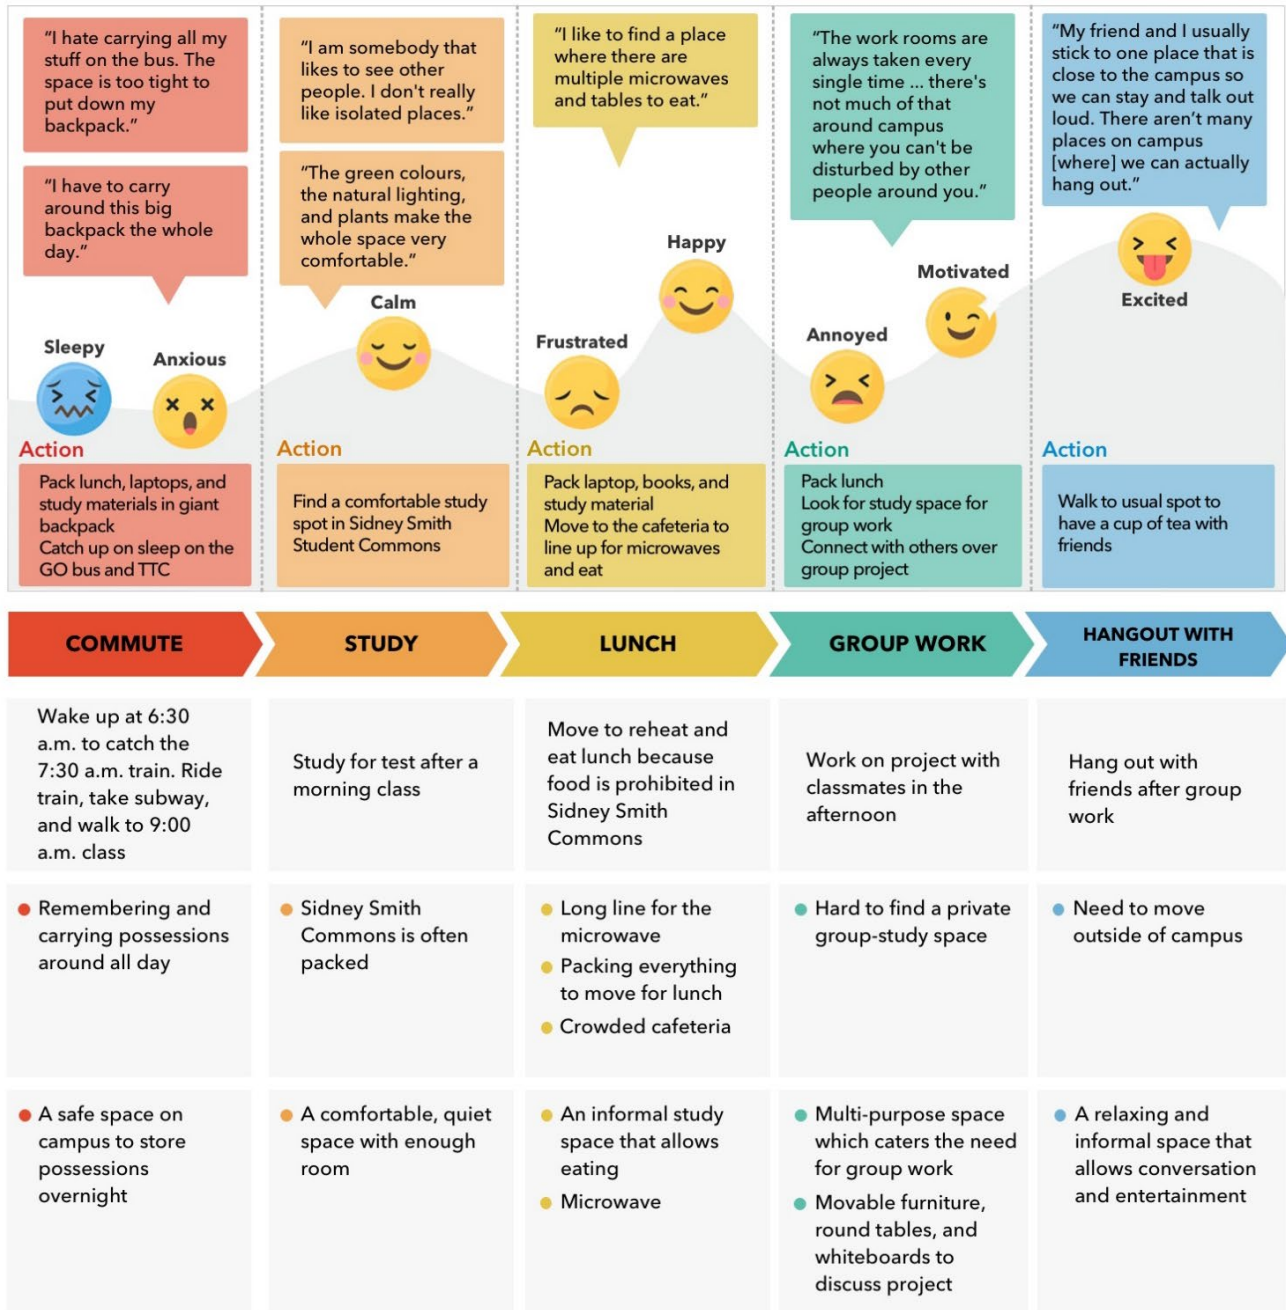 “I hate carrying all my
stuff on the bus. The
space is too tight to
put down my
backpack.”
“I have to carry
around this big
backpack the whole
day.”
“I am somebody that
likes to see other
people. I don't really
like isolated places.”
“The green colours,
the natural lighting,
and plants make the
whole space very
comfortable.”
“I like to find a place
where there are
multiple microwaves
and tables to eat.”
“The work rooms are
always taken every
single time ... there's
not much of that
around campus
where you can't be
disturbed by other
people around you.”
“My friend and I usually
stick to one place that is
close to the campus so
we can stay and talk out
loud. There aren’t many
places on campus
[where] we can actually
hang out.”
Sleepy
Anxious
Calm
Frustrated
Happy
Annoyed
Motivated
Excited
Action
Pack lunch, laptops, and
study materials in giant
backpack
Catch up on sleep on the
GO bus and TTC
Action
Find a comfortable study
spot in Sidney Smith
Student Commons
Action
Pack laptop, books, and
study material
Move to the cafeteria to
line up for microwaves
and eat
Action
Pack lunch
Look for study space for
group work
Connect with others over
group project
Action
Walk to usual spot to
have a cup of tea with
friends
COMMUTE
STUDY
LUNCH
GROUP WORK
HANGOUT WITH
FRIENDS
Wake up at 6:30
a.m. to catch the
7:30 a.m. train. Ride
train, take subway,
and walk to 9:00
a.m. class
Study for test after a
morning class
Move to reheat and
eat lunch because
food is prohibited in
Sidney Smith
Commons
Work on project with
classmates in the
afternoon
Hang out with
friends after group
work
Remembering and
carrying possessions
around all day
Sidney Smith
Commons is often
packed
Long line for the
microwave
Packing everything
to move for lunch
Crowded cafeteria
Hard to find a private
group-study space
Need to move
outside of campus
A safe space on
campus to store
possessions
overnight
A comfortable, quiet
space with enough
room
An informal study
space that allows
eating
Microwave
Multi-purpose space
which caters the need
for group work
Movable furniture,
round tables, and
whiteboards to
discuss project
A relaxing and
informal space that
allows conversation
and entertainment